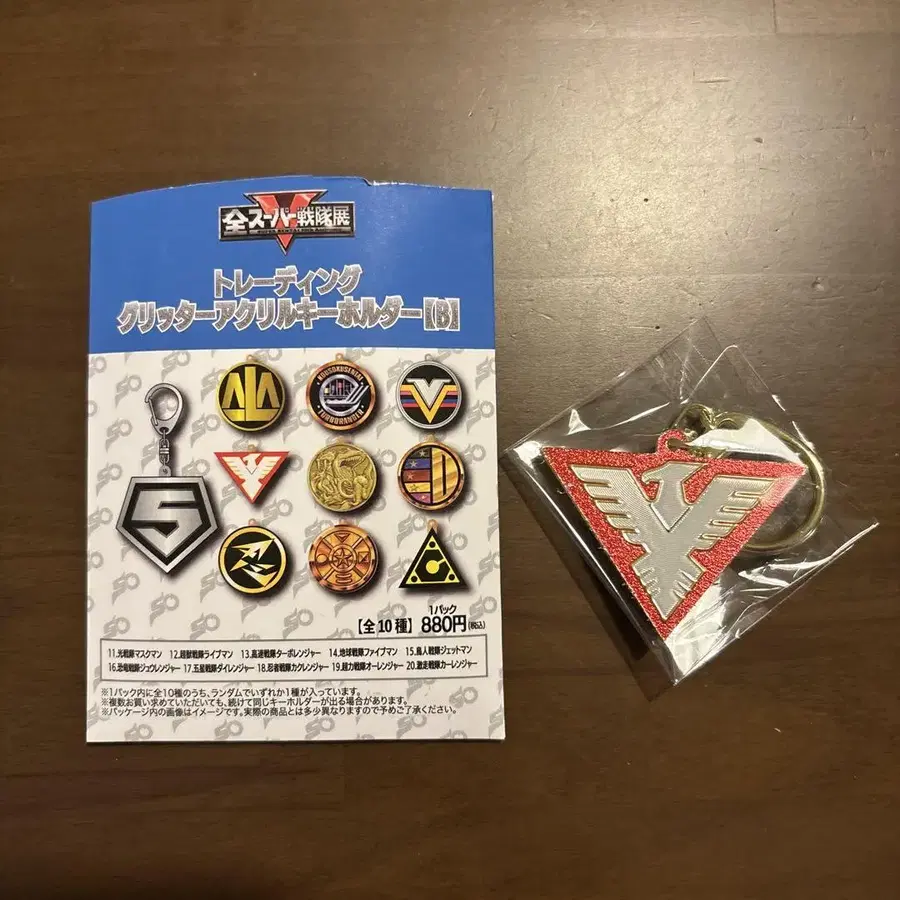 全スーパー戦隊展
トレーディング
グリッターアクリルキーホルダー【B】
KOUSOKUSENTAI
TURBORANGER
1パック
【全10種】 880円(税込)
11.光戦隊マスクマン 12.超獣戦隊ライブマン 13.高速戦隊ターボレンジャー 14.地球戦隊ファイブマン 15.鳥人戦隊ジェットマン
16.恐竜戦隊ジュウレンジャー 17.五星戦隊ダイレンジャー 18.忍者戦隊カクレンジャー 19.超力戦隊オーレンジャー 20.激走戦隊カーレンジャー
※1パック内に全10種のうち、ランダムでいずれか1種が入っています。
※複数お買い求めていただいても、続けて同じキーホルダーが出る場合があります。
※パッケージ内の画像はイメージです。実際の商品とは多少異なりますので予めご了承ください。